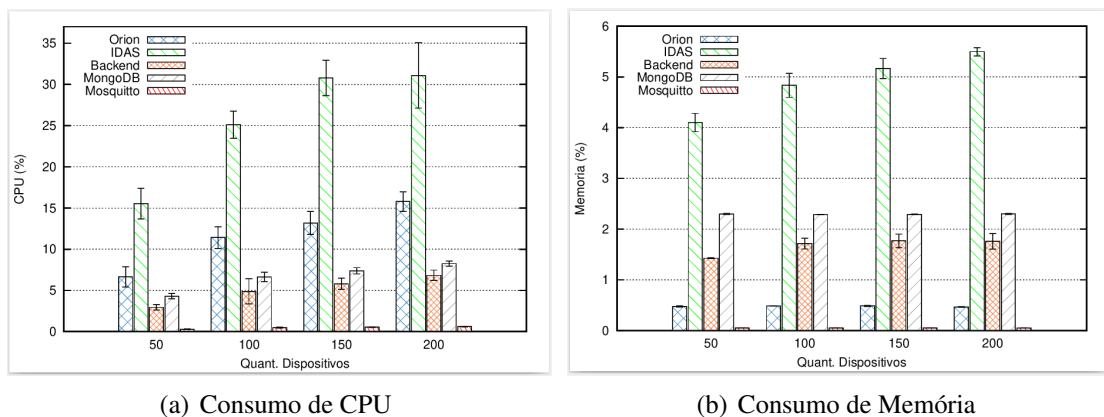 35
30
25
20
15
10
5
0
CPU (%)
Orion
IDAS
Backend
MongoDB
Mosquitto
50 100 150 200
Quant. Dispositivos
(a) Consumo de CPU
6
5
4
3
2
1
0
Memoria (%)
Orion
IDAS
Backend
MongoDB
Mosquitto
50 100 150 200
Quant. Dispositivos
(b) Consumo de Memória